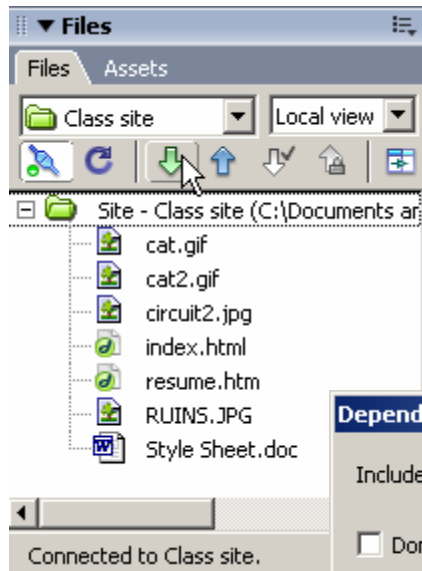 Files
Files Assets
Class site Local view
Site - Class site (C:\Documents ar
cat.gif
cat2.gif
circuit2.jpg
index.html
resume.htm
RUINS.JPG
Style Sheet.doc
Depend
Include
Don
Connected to Class site.